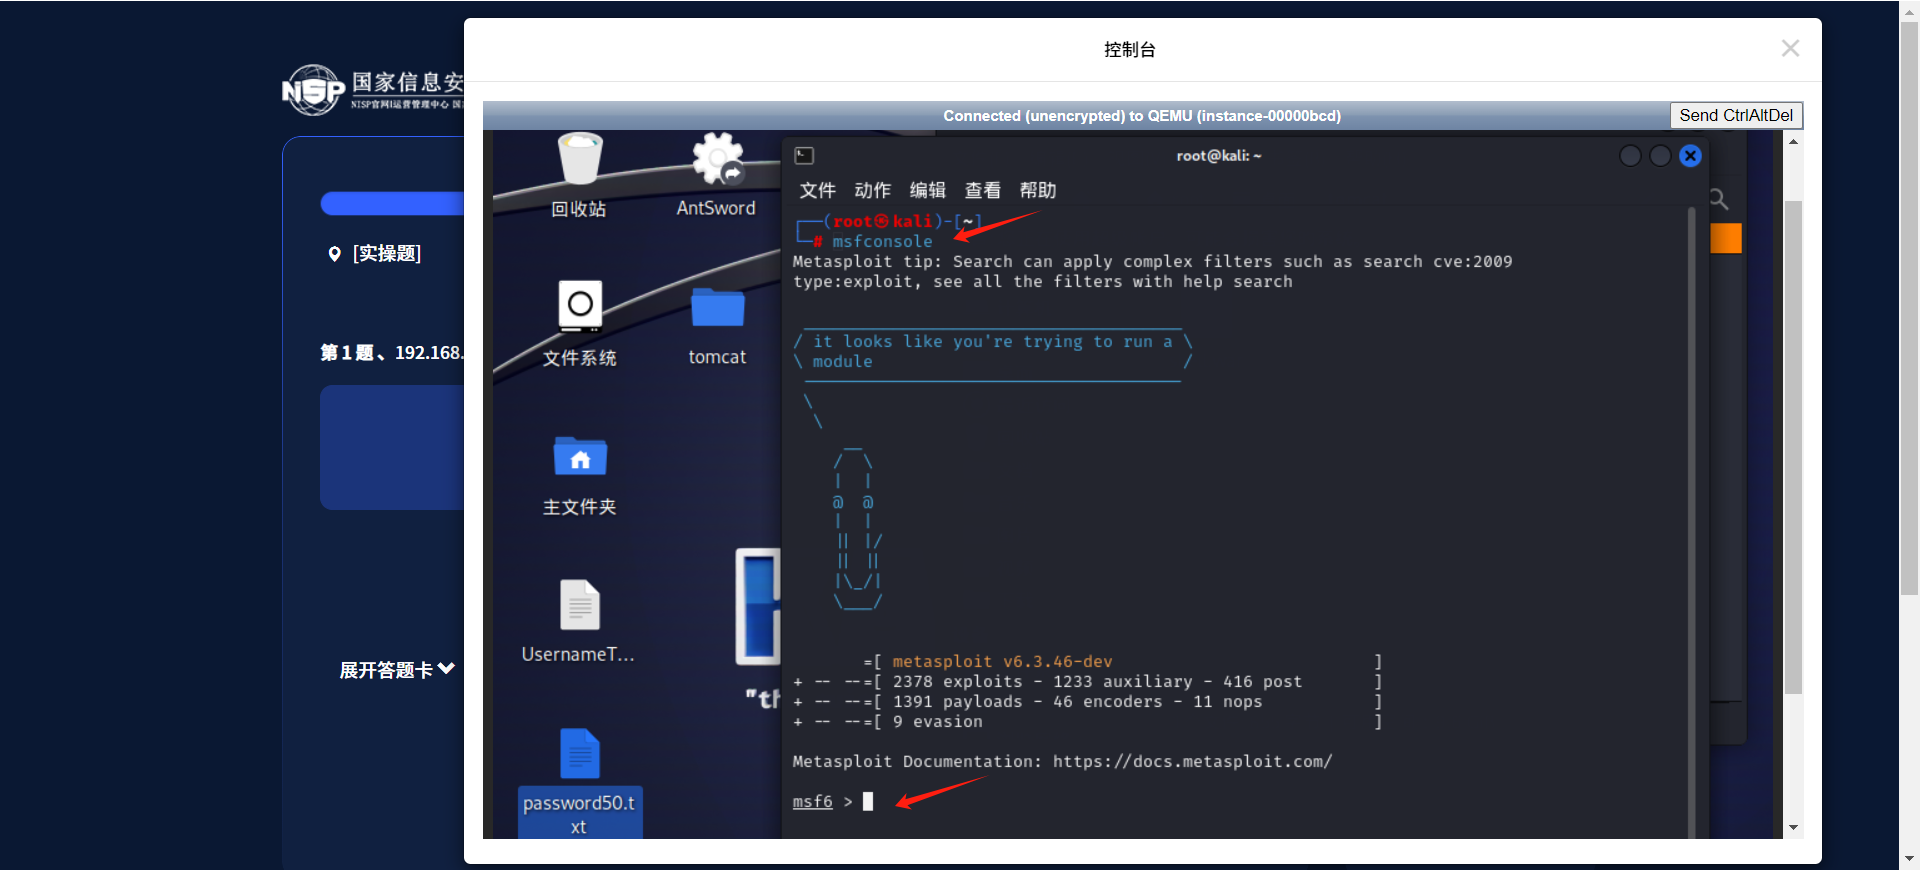 控制台
NISP 国家信息安
NISP官网|运营管理中心
[实操题]
第1题、192.168.
展开答题卡
Connected (unencrypted) to QEMU (instance-00000bcd)
Send CtrlAltDel
回收站
AntSword
文件系统
tomcat
主文件夹
UsernameT...
"th
password50.t
xt
root@kali: ~
文件 动作 编辑 查看 帮助
┌──(root㉿kali)-[~]
└─# msfconsole
Metasploit tip: Search can apply complex filters such as search cve:2009
type:exploit, see all the filters with help search
/ it looks like you're trying to run a \
\ module /
@ @
=[ metasploit v6.3.46-dev ]
+ -- --=[ 2378 exploits - 1233 auxiliary - 416 post ]
+ -- --=[ 1391 payloads - 46 encoders - 11 nops ]
+ -- --=[ 9 evasion ]
Metasploit Documentation: https://docs.metasploit.com/
msf6 >